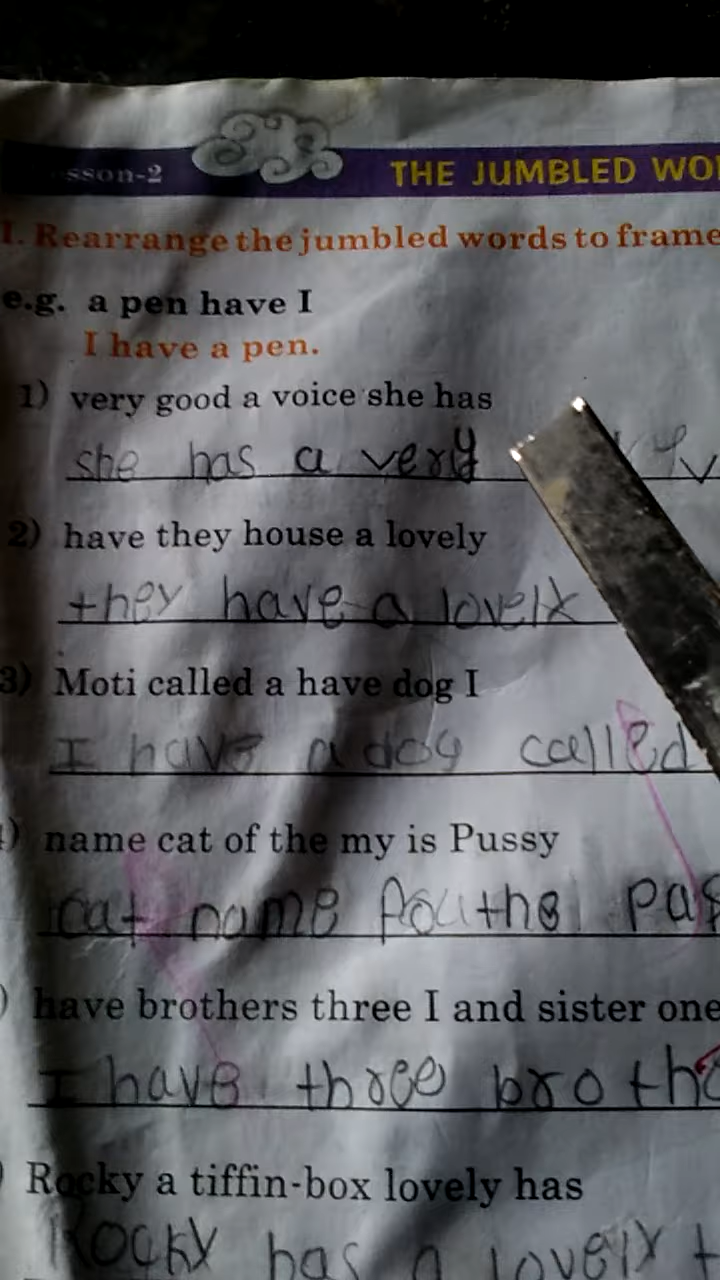 sson-2
THE JUMBLED WO
I. Rearrange the jumbled words to frame
e.g. a pen have I
I have a pen.
1) very good a voice she has
she has a very
2) have they house a lovely
they have a lovely
3) Moti called a have dog I
I have a dog called
) name cat of the my is Pussy
cat name
) have brothers three I and sister one
I have three broth
) Rocky a tiffin-box lovely has
Rocky has a lovely t